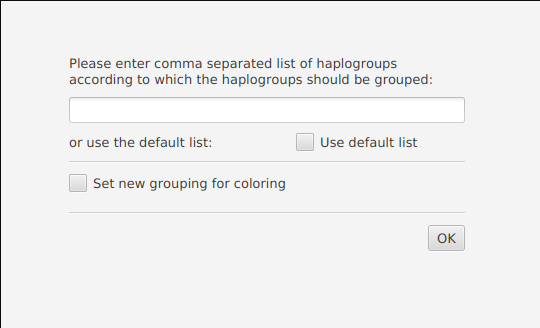 Please enter comma separated list of haplogroups
according to which the haplogroups should be grouped:
or use the default list: Use default list
Set new grouping for coloring
OK